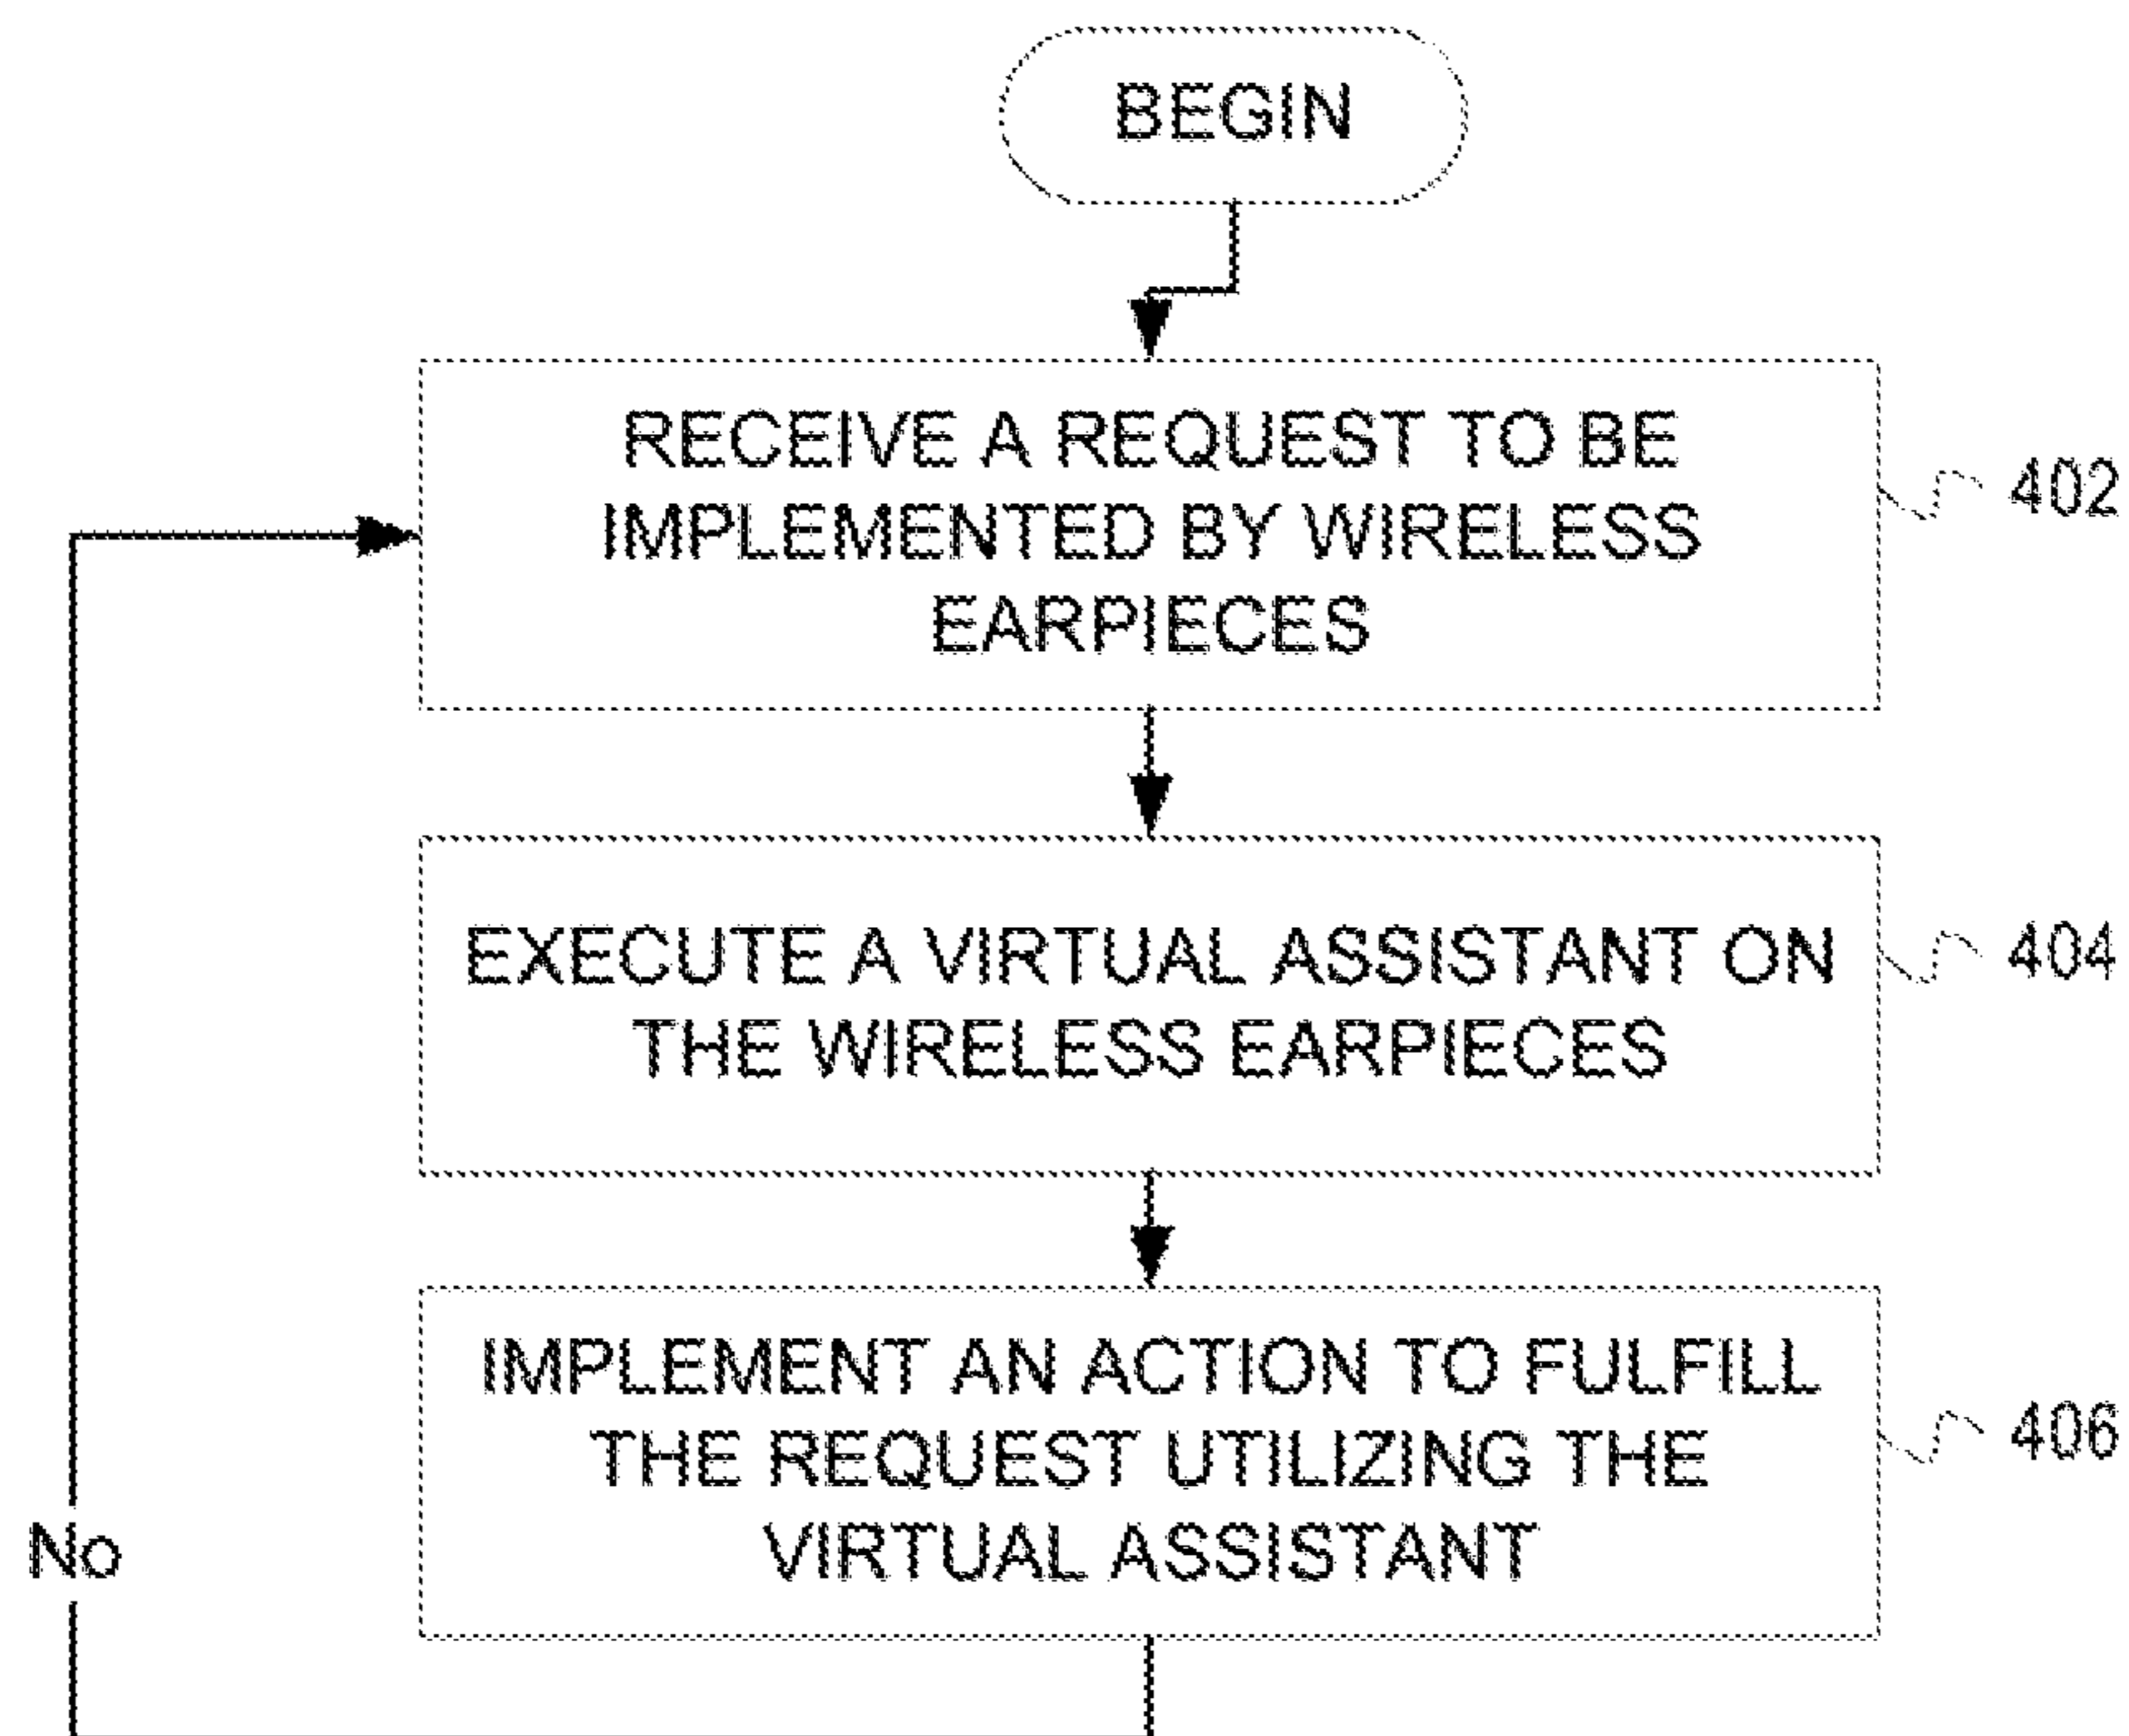 BEGIN
RECEIVE A REQUEST TO BE
IMPLEMENTED BY WIRELESS
EARPIECES
402
EXECUTE A VIRTUAL ASSISTANT ON
THE WIRELESS EARPIECES
404
IMPLEMENT AN ACTION TO FULFILL
THE REQUEST UTILIZING THE
VIRTUAL ASSISTANT
406
No